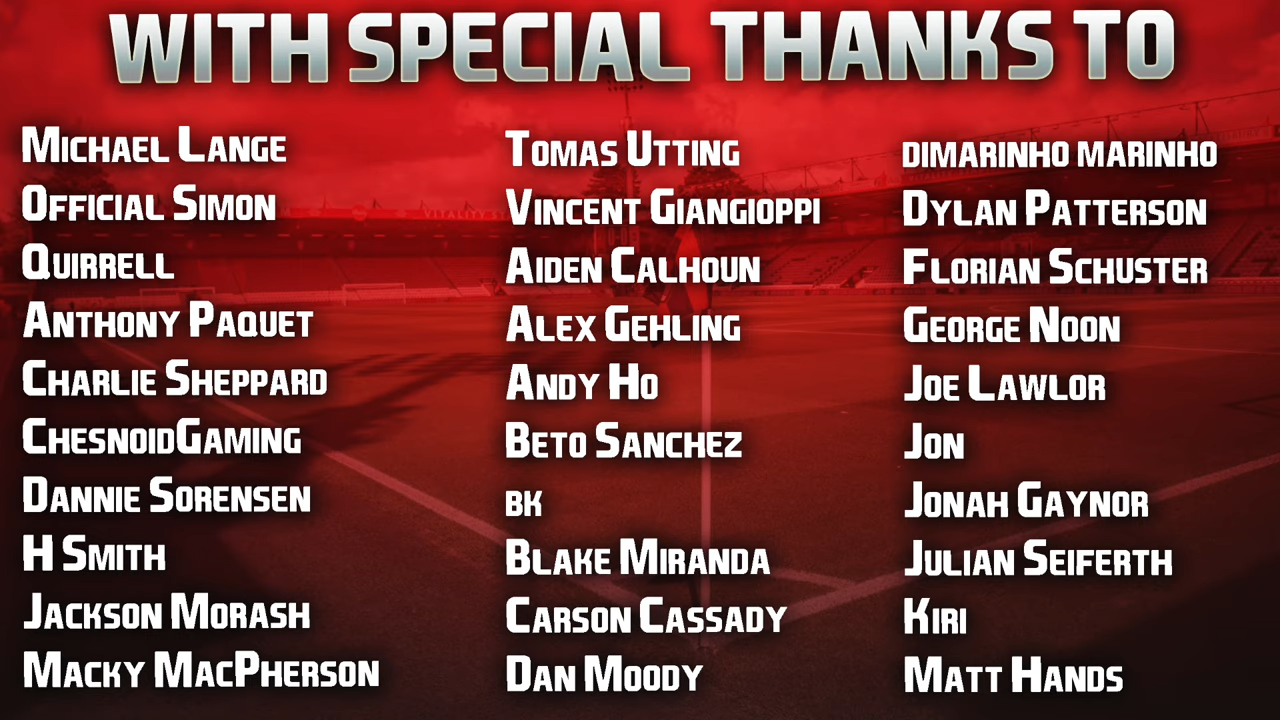 WITH SPECIAL THANKS TO
Michael Lange
Official Simon
Quirrell
Anthony Paquet
Charlie Sheppard
ChesnoidGaming
Dannie Sorensen
H Smith
Jackson Morash
Macky MacPherson
Tomas Utting
Vincent Giangioppi
Aiden Calhoun
Alex Gehling
Andy Ho
Beto Sanchez
bk
Blake Miranda
Carson Cassady
Dan Moody
dimarinho marinho
Dylan Patterson
Florian Schuster
George Noon
Joe Lawlor
Jon
Jonah Gaynor
Julian Seiferth
Kiri
Matt Hands